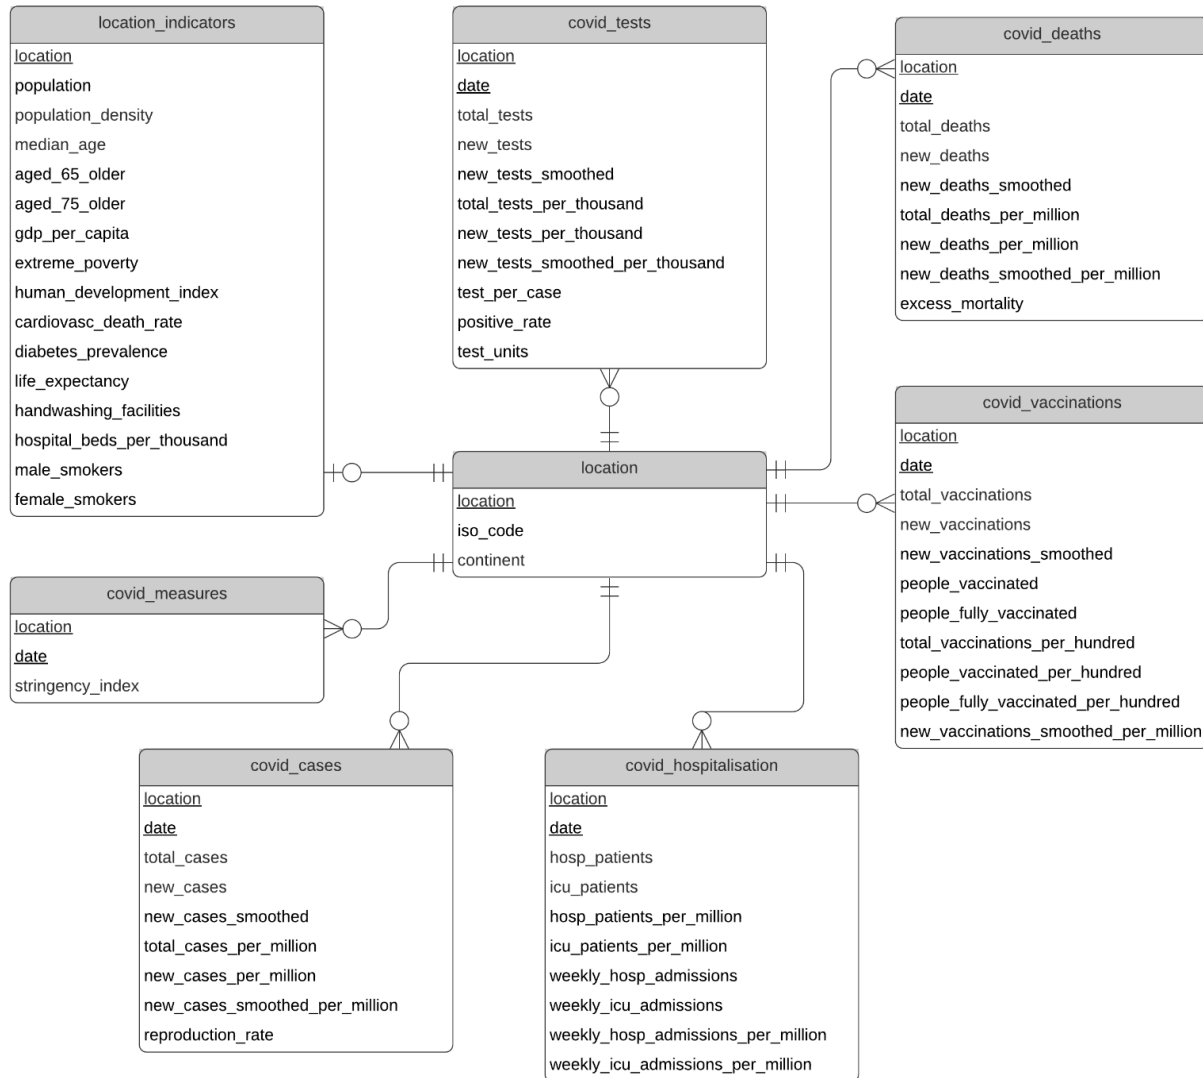 location_indicators
location
population
population_density
median_age
aged_65_older
aged_75_older
gdp_per_capita
extreme_poverty
human_development_index
cardiovasc_death_rate
diabetes_prevalence
life_expectancy
handwashing_facilities
hospital_beds_per_thousand
male_smokers
female_smokers
covid_tests
location
date
total_tests
new_tests
new_tests_smoothed
total_tests_per_thousand
new_tests_per_thousand
new_tests_smoothed_per_thousand
test_per_case
positive_rate
test_units
covid_deaths
location
date
total_deaths
new_deaths
new_deaths_smoothed
total_deaths_per_million
new_deaths_per_million
new_deaths_smoothed_per_million
excess_mortality
location
location
iso_code
continent
covid_vaccinations
location
date
total_vaccinations
new_vaccinations
new_vaccinations_smoothed
people_vaccinated
people_fully_vaccinated
total_vaccinations_per_hundred
people_vaccinated_per_hundred
people_fully_vaccinated_per_hundred
new_vaccinations_smoothed_per_million
covid_measures
location
date
stringency_index
covid_cases
location
date
total_cases
new_cases
new_cases_smoothed
total_cases_per_million
new_cases_per_million
new_cases_smoothed_per_million
reproduction_rate
covid_hospitalisation
location
date
hosp_patients
icu_patients
hosp_patients_per_million
icu_patients_per_million
weekly_hosp_admissions
weekly_icu_admissions
weekly_hosp_admissions_per_million
weekly_icu_admissions_per_million